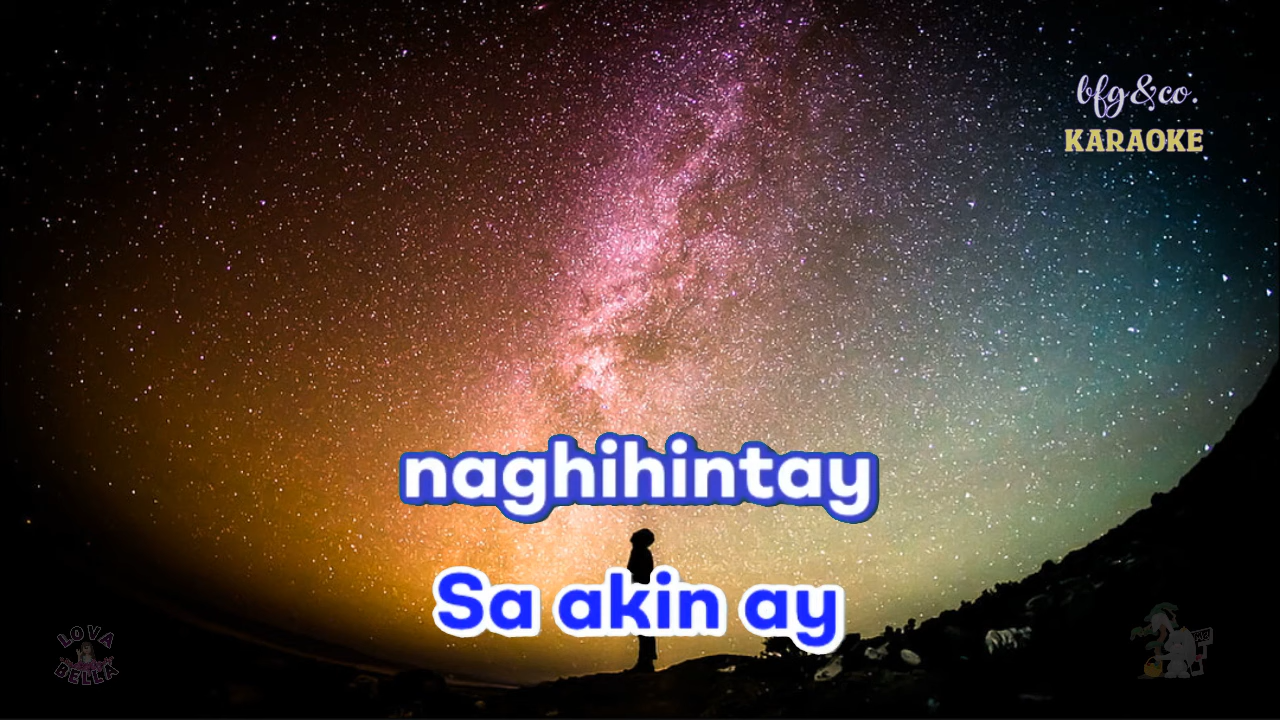 bfg&co.
KARAOKE
naghihintay
Sa akin ay
LOVA
BELLA